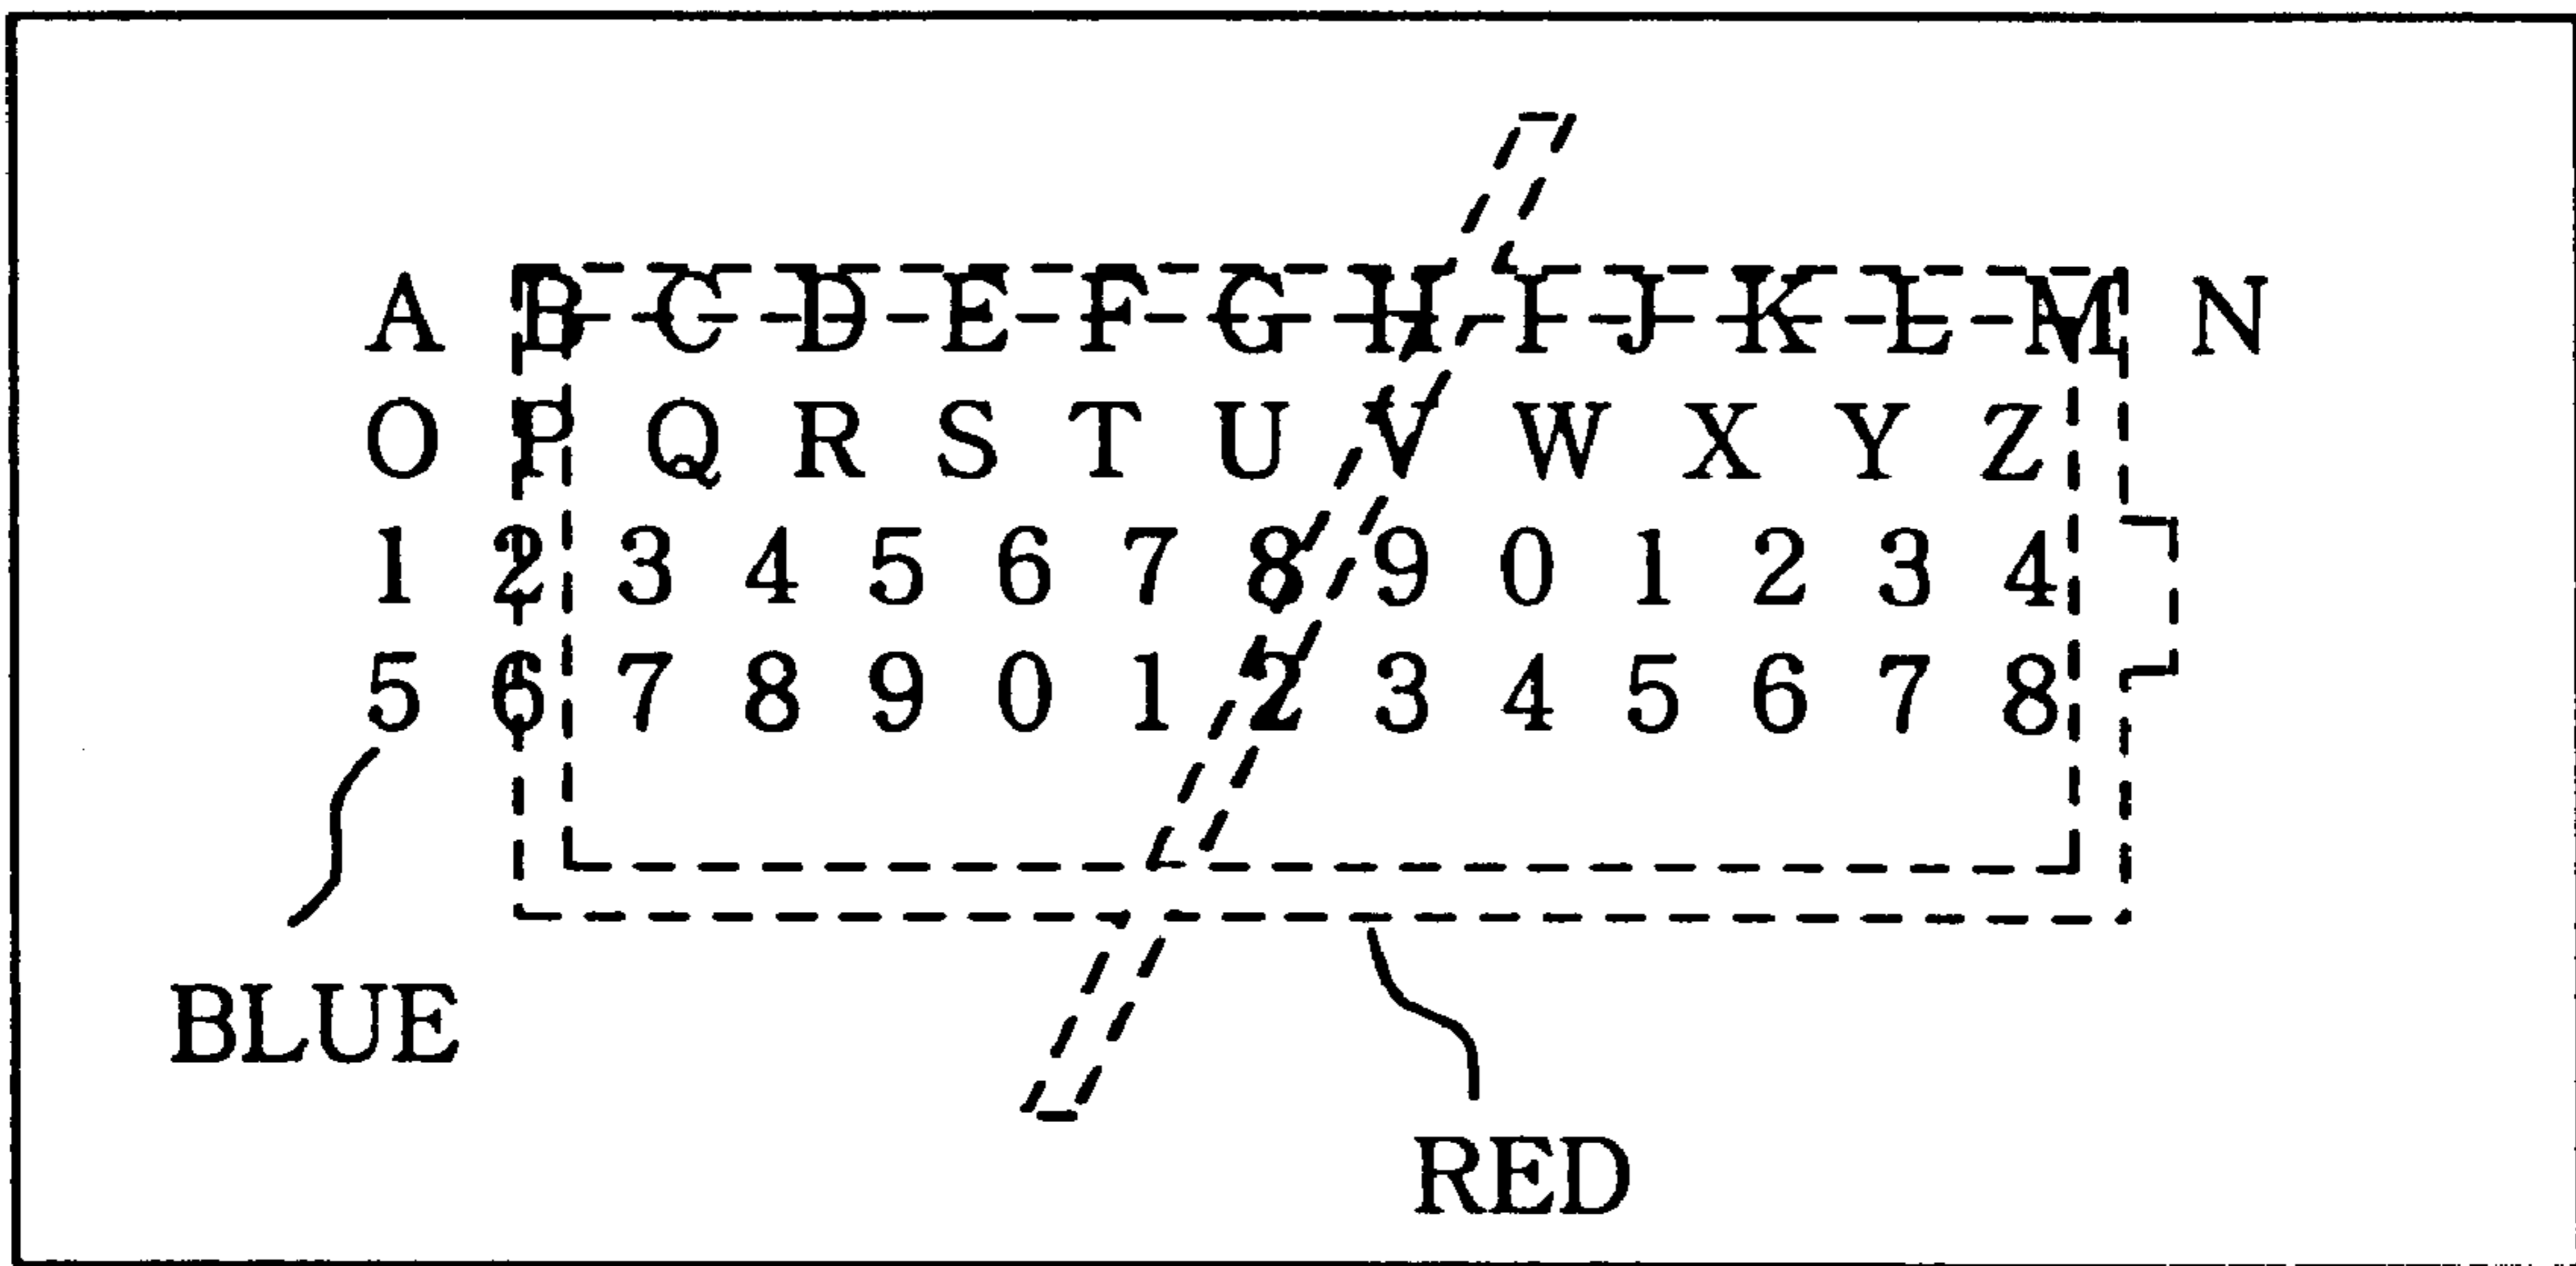 A B C D E F G H I J K L M N
O P Q R S T U V W X Y Z
1 2 3 4 5 6 7 8 9 0 1 2 3 4
5 6 7 8 9 0 1 2 3 4 5 6 7 8
BLUE
RED